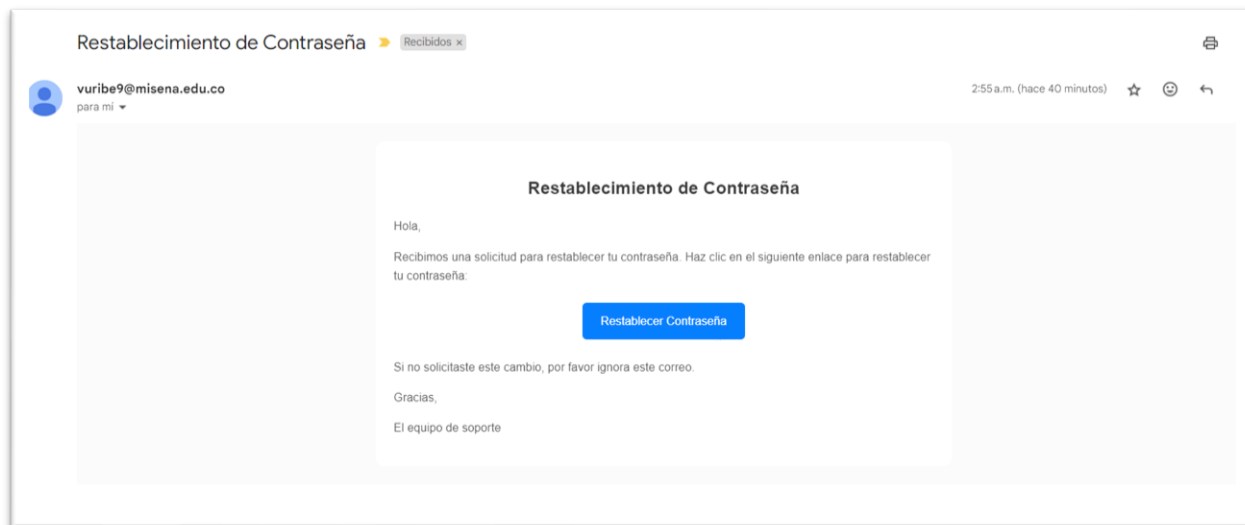 Restablecimiento de Contraseña Recibidos ×
vuribe9@misena.edu.co 2:55 a.m. (hace 40 minutos)
para mi
Restablecimiento de Contraseña
Hola,
Recibimos una solicitud para restablecer tu contraseña. Haz clic en el siguiente enlace para restablecer
tu contraseña:
Restablecer Contraseña
Si no solicitaste este cambio, por favor ignora este correo.
Gracias,
El equipo de soporte